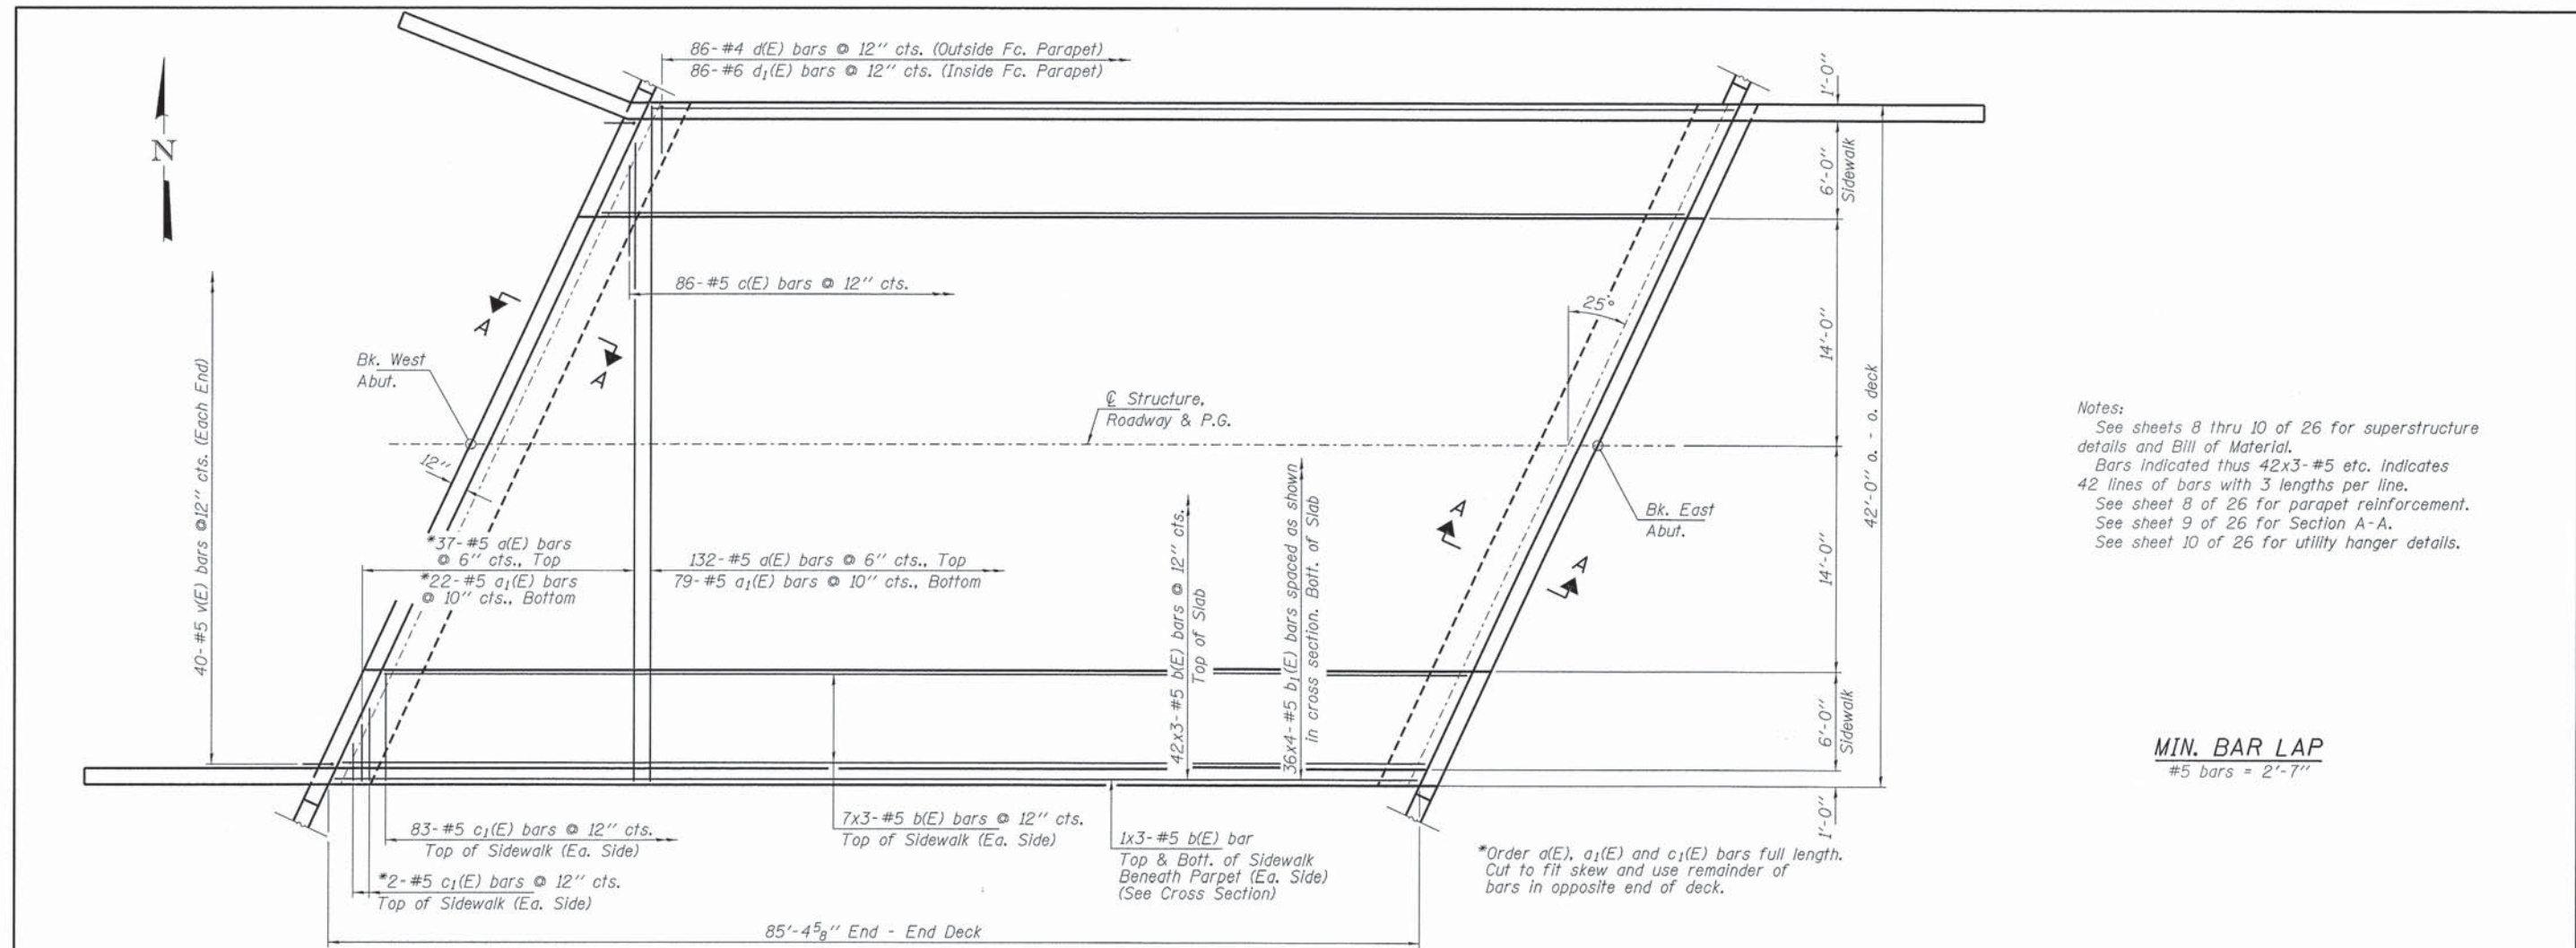 86-#4 d(E) bars @ 12" cts. (Outside Fc. Parapet)
86-#6 d₁(E) bars @ 12" cts. (Inside Fc. Parapet)
1'-0"
N
6'-0"
Sidewalk
86-#5 c(E) bars @ 12" cts.
25°
A
A
14'-0"
40-#5 v(E) bars @12" cts. (Each End)
Bk. West
Abut.
℄ Structure,
Roadway & P.G.
42'-0" o. - o. deck
Notes:
See sheets 8 thru 10 of 26 for superstructure
details and Bill of Material.
Bars indicated thus 42x3-#5 etc. indicates
42 lines of bars with 3 lengths per line.
See sheet 8 of 26 for parapet reinforcement.
See sheet 9 of 26 for Section A-A.
See sheet 10 of 26 for utility hanger details.
12"
A
A
Bk. East
Abut.
14'-0"
*37-#5 a(E) bars
@ 6" cts., Top
*22-#5 a₁(E) bars
@ 10" cts., Bottom
132-#5 a(E) bars @ 6" cts., Top
79-#5 a₁(E) bars @ 10" cts., Bottom
42x3-#5 b(E) bars @ 12" cts.
Top of Slab
36x4-#5 b₁(E) bars spaced as shown
in cross section. Bott. of Slab
6'-0"
Sidewalk
MIN. BAR LAP
#5 bars = 2'-7"
1'-0"
83-#5 c₁(E) bars @ 12" cts.
Top of Sidewalk (Ea. Side)
*2-#5 c₁(E) bars @ 12" cts.
Top of Sidewalk (Ea. Side)
7x3-#5 b(E) bars @ 12" cts.
Top of Sidewalk (Ea. Side)
1x3-#5 b(E) bar
Top & Bott. of Sidewalk
Beneath Parpet (Ea. Side)
(See Cross Section)
*Order a(E), a₁(E) and c₁(E) bars full length.
Cut to fit skew and use remainder of
bars in opposite end of deck.
85'-4⅝" End - End Deck